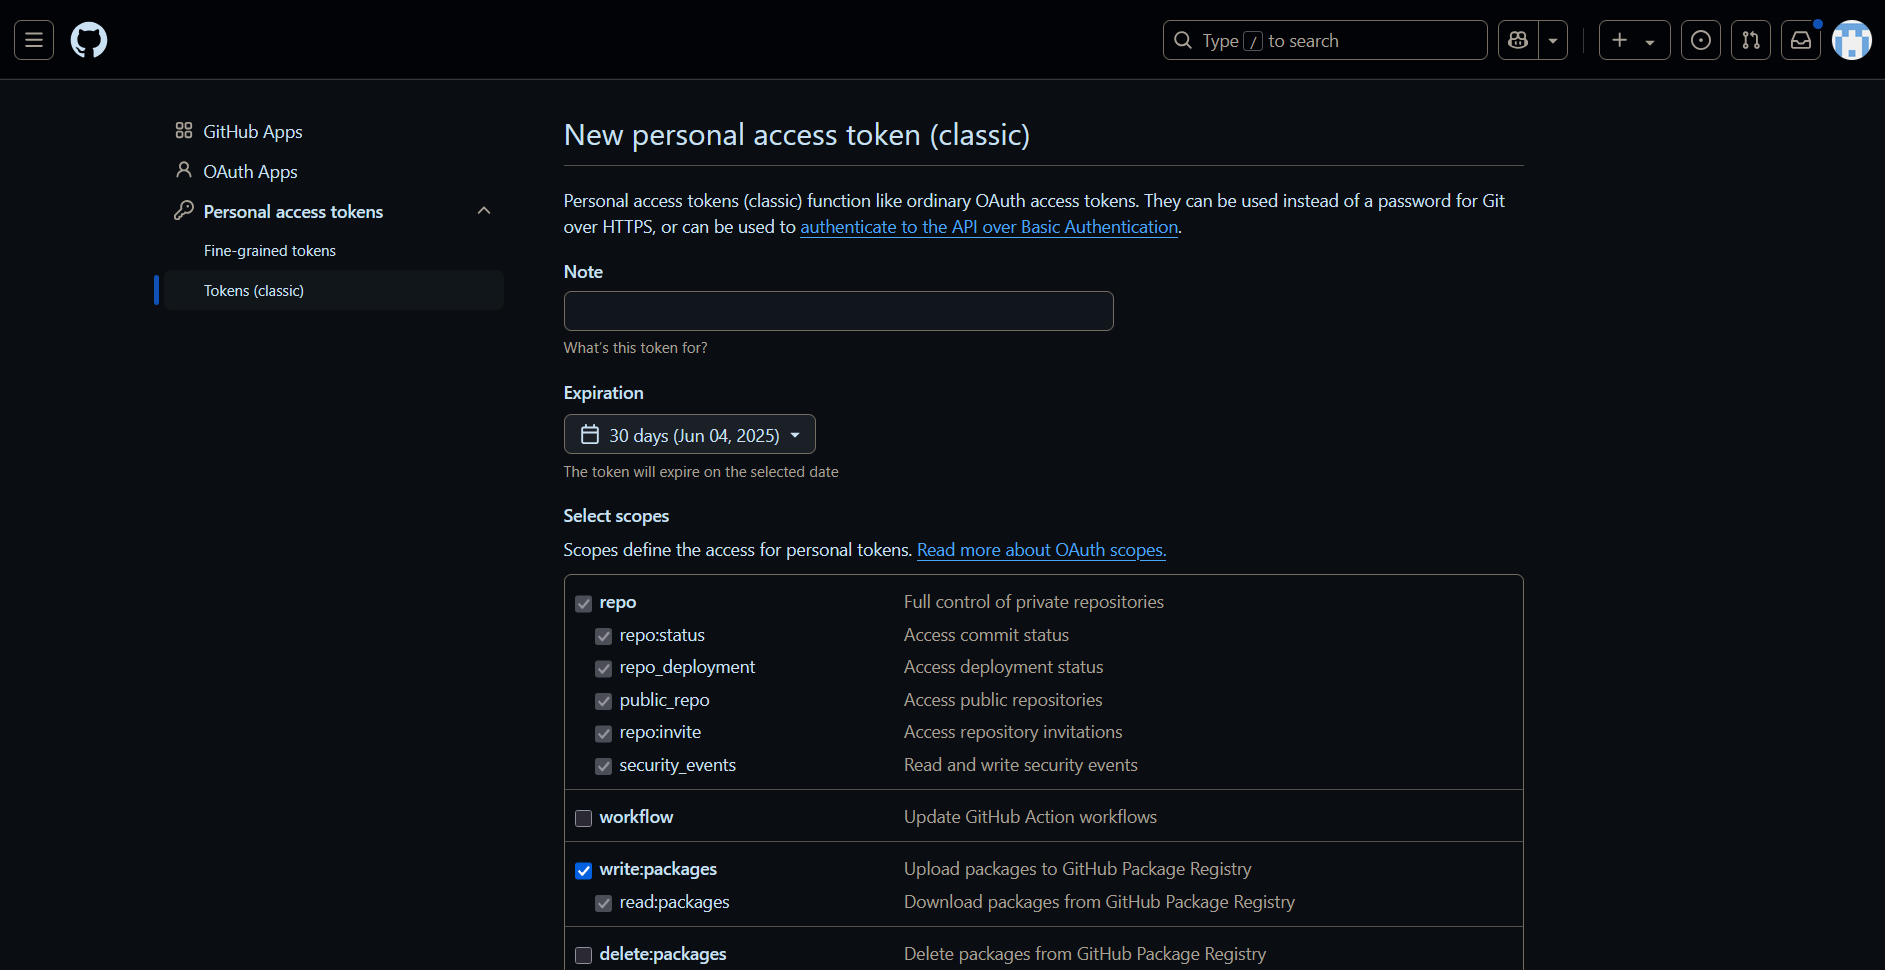 Type / to search
GitHub Apps
OAuth Apps
Personal access tokens
Fine-grained tokens
Tokens (classic)
New personal access token (classic)
Personal access tokens (classic) function like ordinary OAuth access tokens. They can be used instead of a password for Git
over HTTPS, or can be used to authenticate to the API over Basic Authentication.
Note
What's this token for?
Expiration
30 days (Jun 04, 2025)
The token will expire on the selected date
Select scopes
Scopes define the access for personal tokens. Read more about OAuth scopes.
repo Full control of private repositories
repo:status Access commit status
repo_deployment Access deployment status
public_repo Access public repositories
repo:invite Access repository invitations
security_events Read and write security events
workflow Update GitHub Action workflows
write:packages Upload packages to GitHub Package Registry
read:packages Download packages from GitHub Package Registry
delete:packages Delete packages from GitHub Package Registry